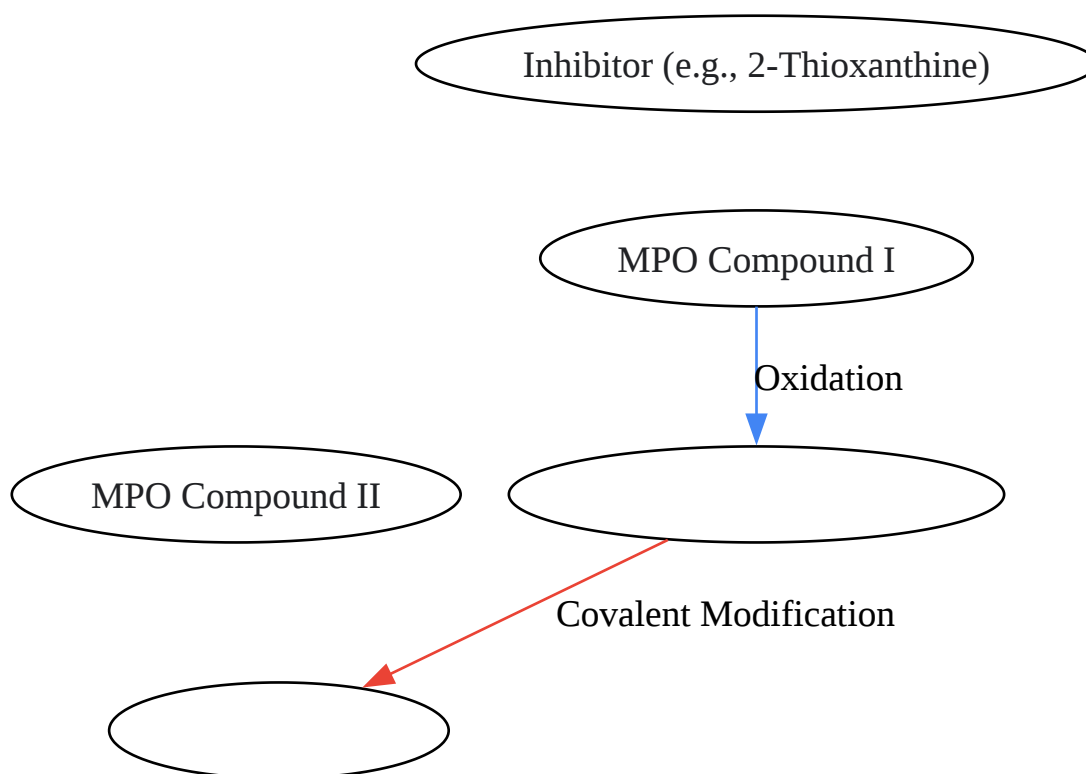 Inhibitor (e.g., 2-Thioxanthine)
MPO Compound I
Oxidation
MPO Compound II
Covalent Modification